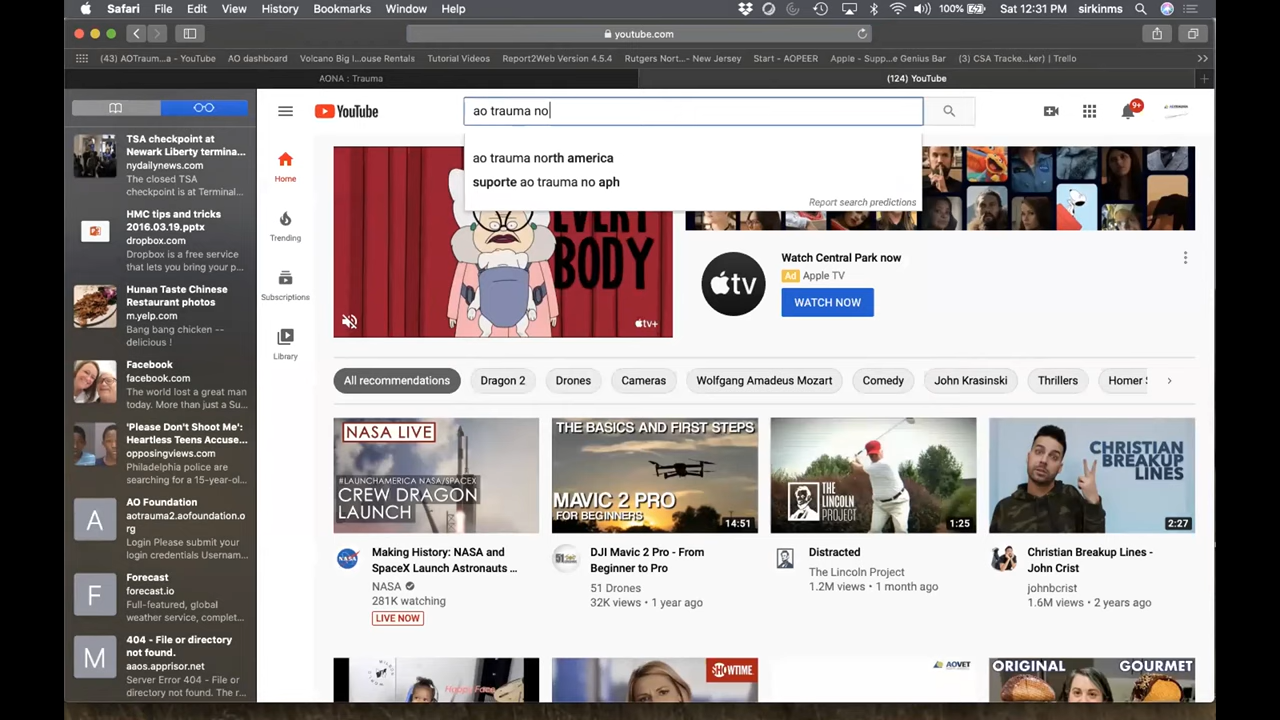 Safari File Edit View History Bookmarks Window Help 100% Sat 12:31 PM sirkinms
youtube.com
(43) AOTraum...a - YouTube AO dashboard Volcano Big I...ouse Rentals Tutorial Videos Report2Web Version 4.5.4 Rutgers Nort... - New Jersey Start - AOPEER Apple - Supp...e Genius Bar (3) CSA Tracke...ker) | Trello
AONA : Trauma (124) YouTube
TSA checkpoint at
Newark Liberty termina...
nydailynews.com
The closed TSA
checkpoint is at Terminal...
HMC tips and tricks
2016.03.19.pptx
dropbox.com
Dropbox is a free service
that lets you bring your p...
Hunan Taste Chinese
Restaurant photos
m.yelp.com
Bang bang chicken --
delicious !
Facebook
facebook.com
The world lost a great man
today. More than just a Su...
'Please Don't Shoot Me':
Heartless Teens Accuse...
opposingviews.com
Philadelphia police are
searching for a 15-year-ol...
A
AO Foundation
aotrauma2.aofoundation.o
rg
Login Please submit your
login credentials Usernam...
F
Forecast
forecast.io
Full-featured, global
weather service, complet...
M
404 - File or directory
not found.
aaos.apprisor.net
Server Error 404 - File or
directory not found. The r...
YouTube
ao trauma no
9+
ao trauma north america
suporte ao trauma no aph
Report search predictions
Home
Trending
Subscriptions
Library
EVERY
BODY
tv+
tv
Watch Central Park now
Ad Apple TV
WATCH NOW
All recommendations Dragon 2 Drones Cameras Wolfgang Amadeus Mozart Comedy John Krasinski Thrillers Homer
NASA LIVE
#LAUNCHAMERICA NASA/SPACEX
CREW DRAGON
LAUNCH
Making History: NASA and
SpaceX Launch Astronauts ...
NASA
281K watching
LIVE NOW
THE BASICS AND FIRST STEPS
MAVIC 2 PRO
FOR BEGINNERS
14:51
51
DJI Mavic 2 Pro - From
Beginner to Pro
51 Drones
32K views • 1 year ago
THE
LINCOLN
PROJECT
1:25
Distracted
The Lincoln Project
1.2M views • 1 month ago
CHRISTIAN
BREAKUP
LINES
2:27
Christian Breakup Lines -
John Crist
johnbcrist
1.6M views • 2 years ago
SHOWTIME
AOVET
ORIGINAL GOURMET